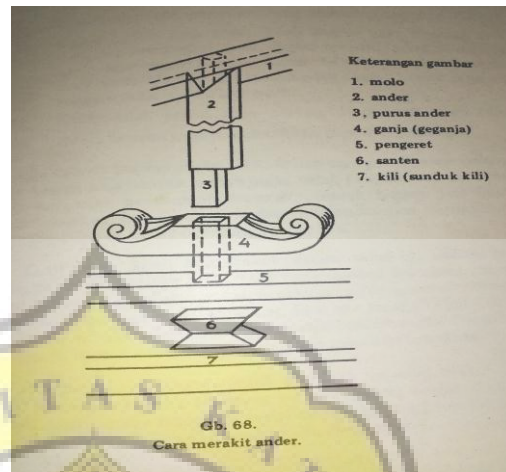 Keterangan gambar
1. molo
2. ander
3, purus ander
4. ganja (geganja)
5. pengeret
6. santen
7. kili (sunduk kili)
1
2
3
4
5
6
7
T A S
Gb. 68.
Cara merakit ander.